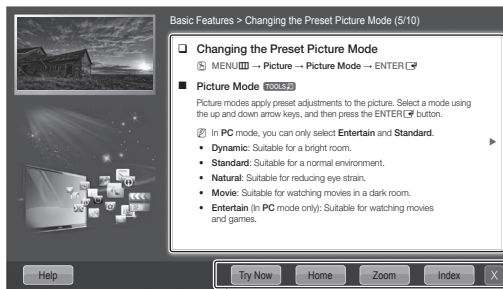 Basic Features > Changing the Preset Picture Mode (5/10)
Changing the Preset Picture Mode
MENU → Picture → Picture Mode → ENTER
Picture Mode TOOLS
Picture modes apply preset adjustments to the picture. Select a mode using
the up and down arrow keys, and then press the ENTER button.
In PC mode, you can only select Entertain and Standard.
• Dynamic: Suitable for a bright room.
• Standard: Suitable for a normal environment.
• Natural: Suitable for reducing eye strain.
• Movie: Suitable for watching movies in a dark room.
• Entertain (In PC mode only): Suitable for watching movies
and games.
Help Try Now Home Zoom Index X